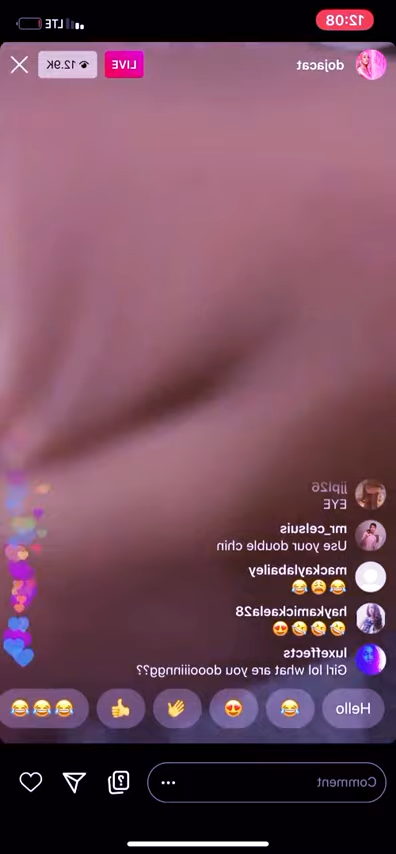 12:08
LTE
dojacat
LIVE
12.9K
jjpl26
EYE
mr_celsuis
Use your double chin
mackaylabailey
😂😩😂
haykamickaela28
🤣🤣🤣😍
luxeffects
Girl lol what are you doooiiinngg??
Hello
😂
😍
👋
👍
😂😂😂
Comment